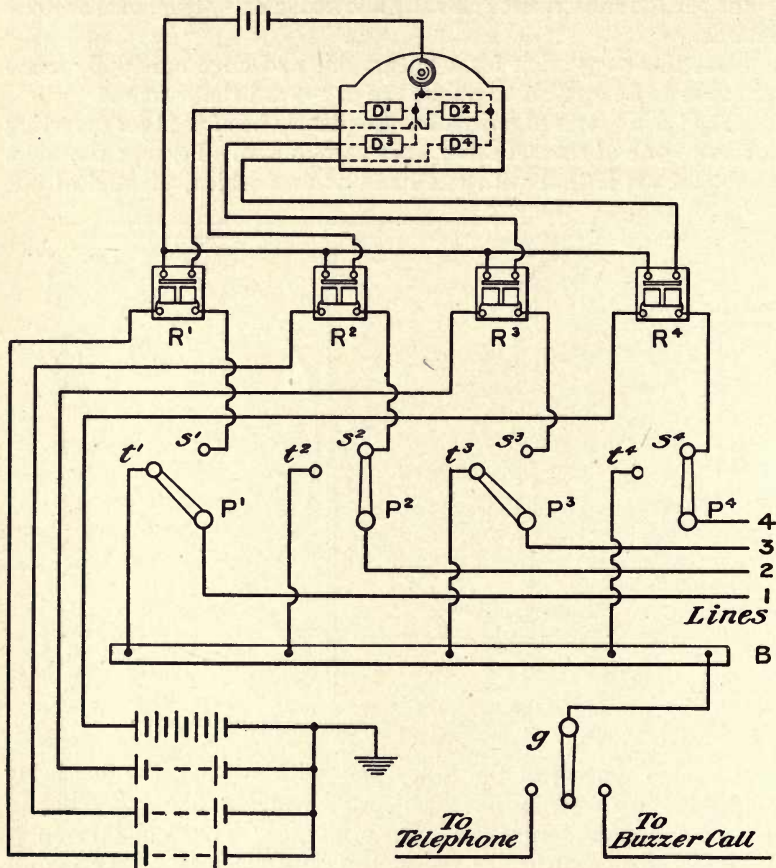 D¹ D²
D³ D⁴
R¹ R² R³ R⁴
t¹ s¹ t² s² t³ s³ t⁴ s⁴
P¹ P² P³ P⁴
4
3
2
1
Lines
B
g
To Telephone
To Buzzer Call